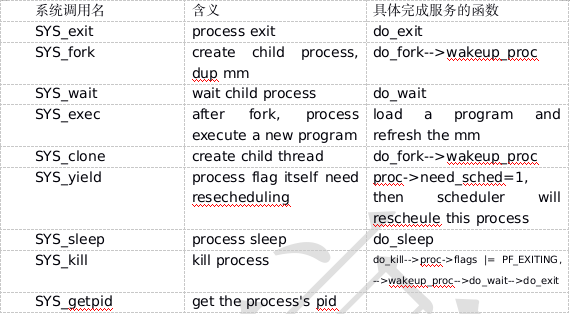 系统调用名 含义 具体完成服务的函数
SYS_exit process exit do_exit
SYS_fork create child process, do_fork-->wakeup_proc
dup mm
SYS_wait wait child process do_wait
SYS_exec after fork, process load a program and
execute a new program refresh the mm
SYS_clone create child thread do_fork-->wakeup_proc
SYS_yield process flag itself need proc->need_sched=1,
resecheduling then scheduler will
rescheule this process
SYS_sleep process sleep do_sleep
SYS_kill kill process do_kill-->proc->flags |= PF_EXITING,
-->wakeup_proc-->do_wait-->do_exit
SYS_getpid get the process's pid